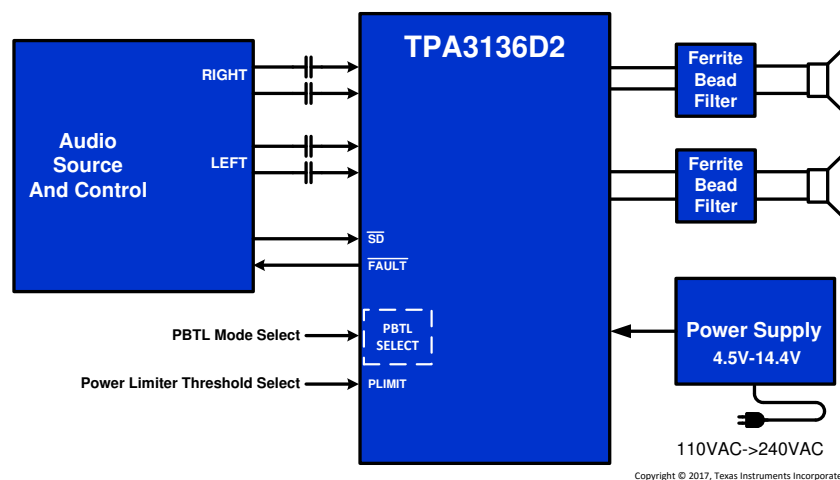 TPA3136D2
RIGHT
Audio
Source
And Control
LEFT
SD
FAULT
PBTL Mode Select
PBTL
SELECT
Power Limiter Threshold Select
PLIMIT
Ferrite
Bead
Filter
Ferrite
Bead
Filter
Power Supply
4.5V-14.4V
110VAC->240VAC
Copyright © 2017, Texas Instruments Incorporate